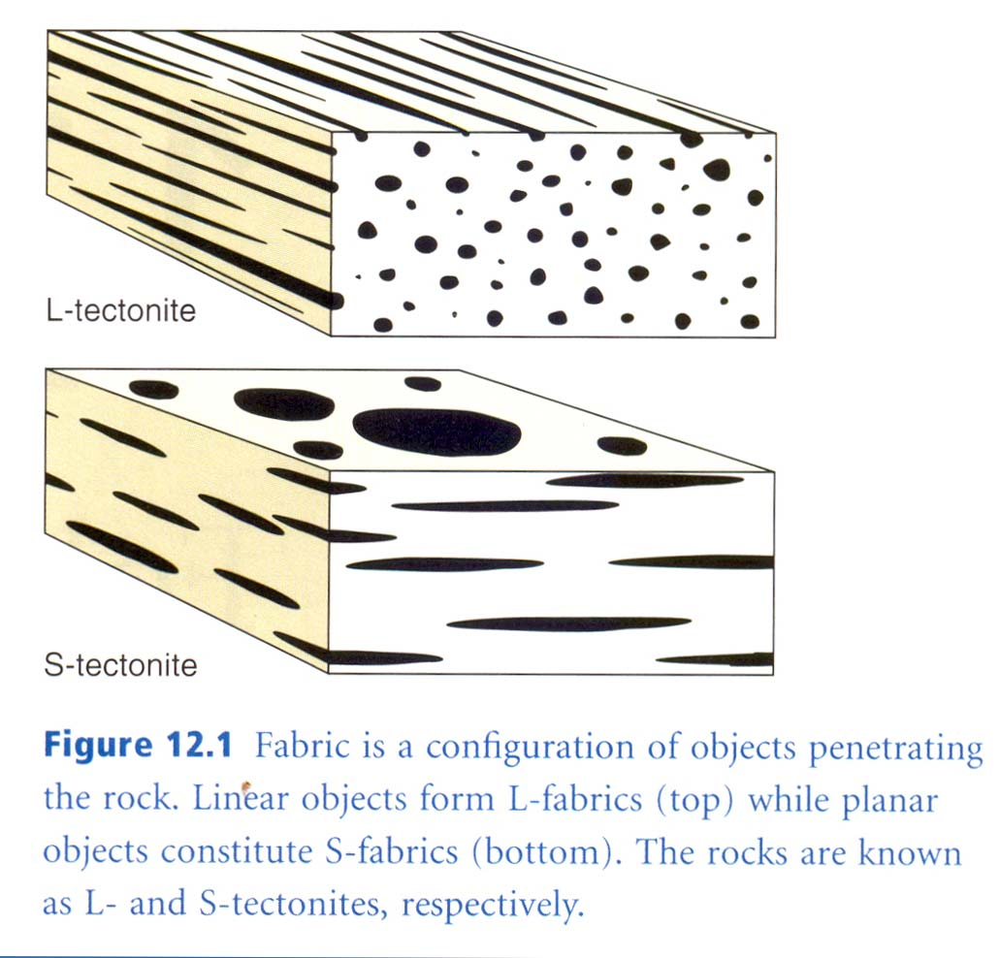 L-tectonite
S-tectonite
Figure 12.1 Fabric is a configuration of objects penetrating
the rock. Linear objects form L-fabrics (top) while planar
objects constitute S-fabrics (bottom). The rocks are known
as L- and S-tectonites, respectively.